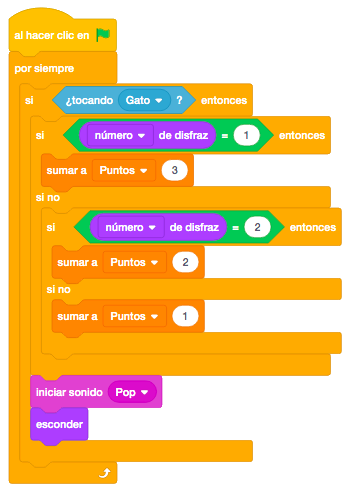 al hacer clic en
por siempre
si ¿tocando Gato ? entonces
si número de disfraz = 1 entonces
sumar a Puntos 3
si no
si número de disfraz = 2 entonces
sumar a Puntos 2
si no
sumar a Puntos 1
iniciar sonido Pop
esconder